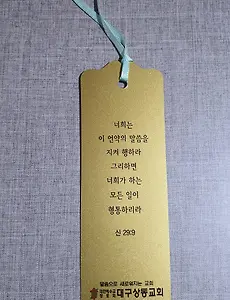 너희는
이 언약의 말씀을
지켜 행하라
그리하면
너희가 하는
모든 일이
형통하리라
신 29:9
말씀으로 새로워지는 교회
대구상동교회